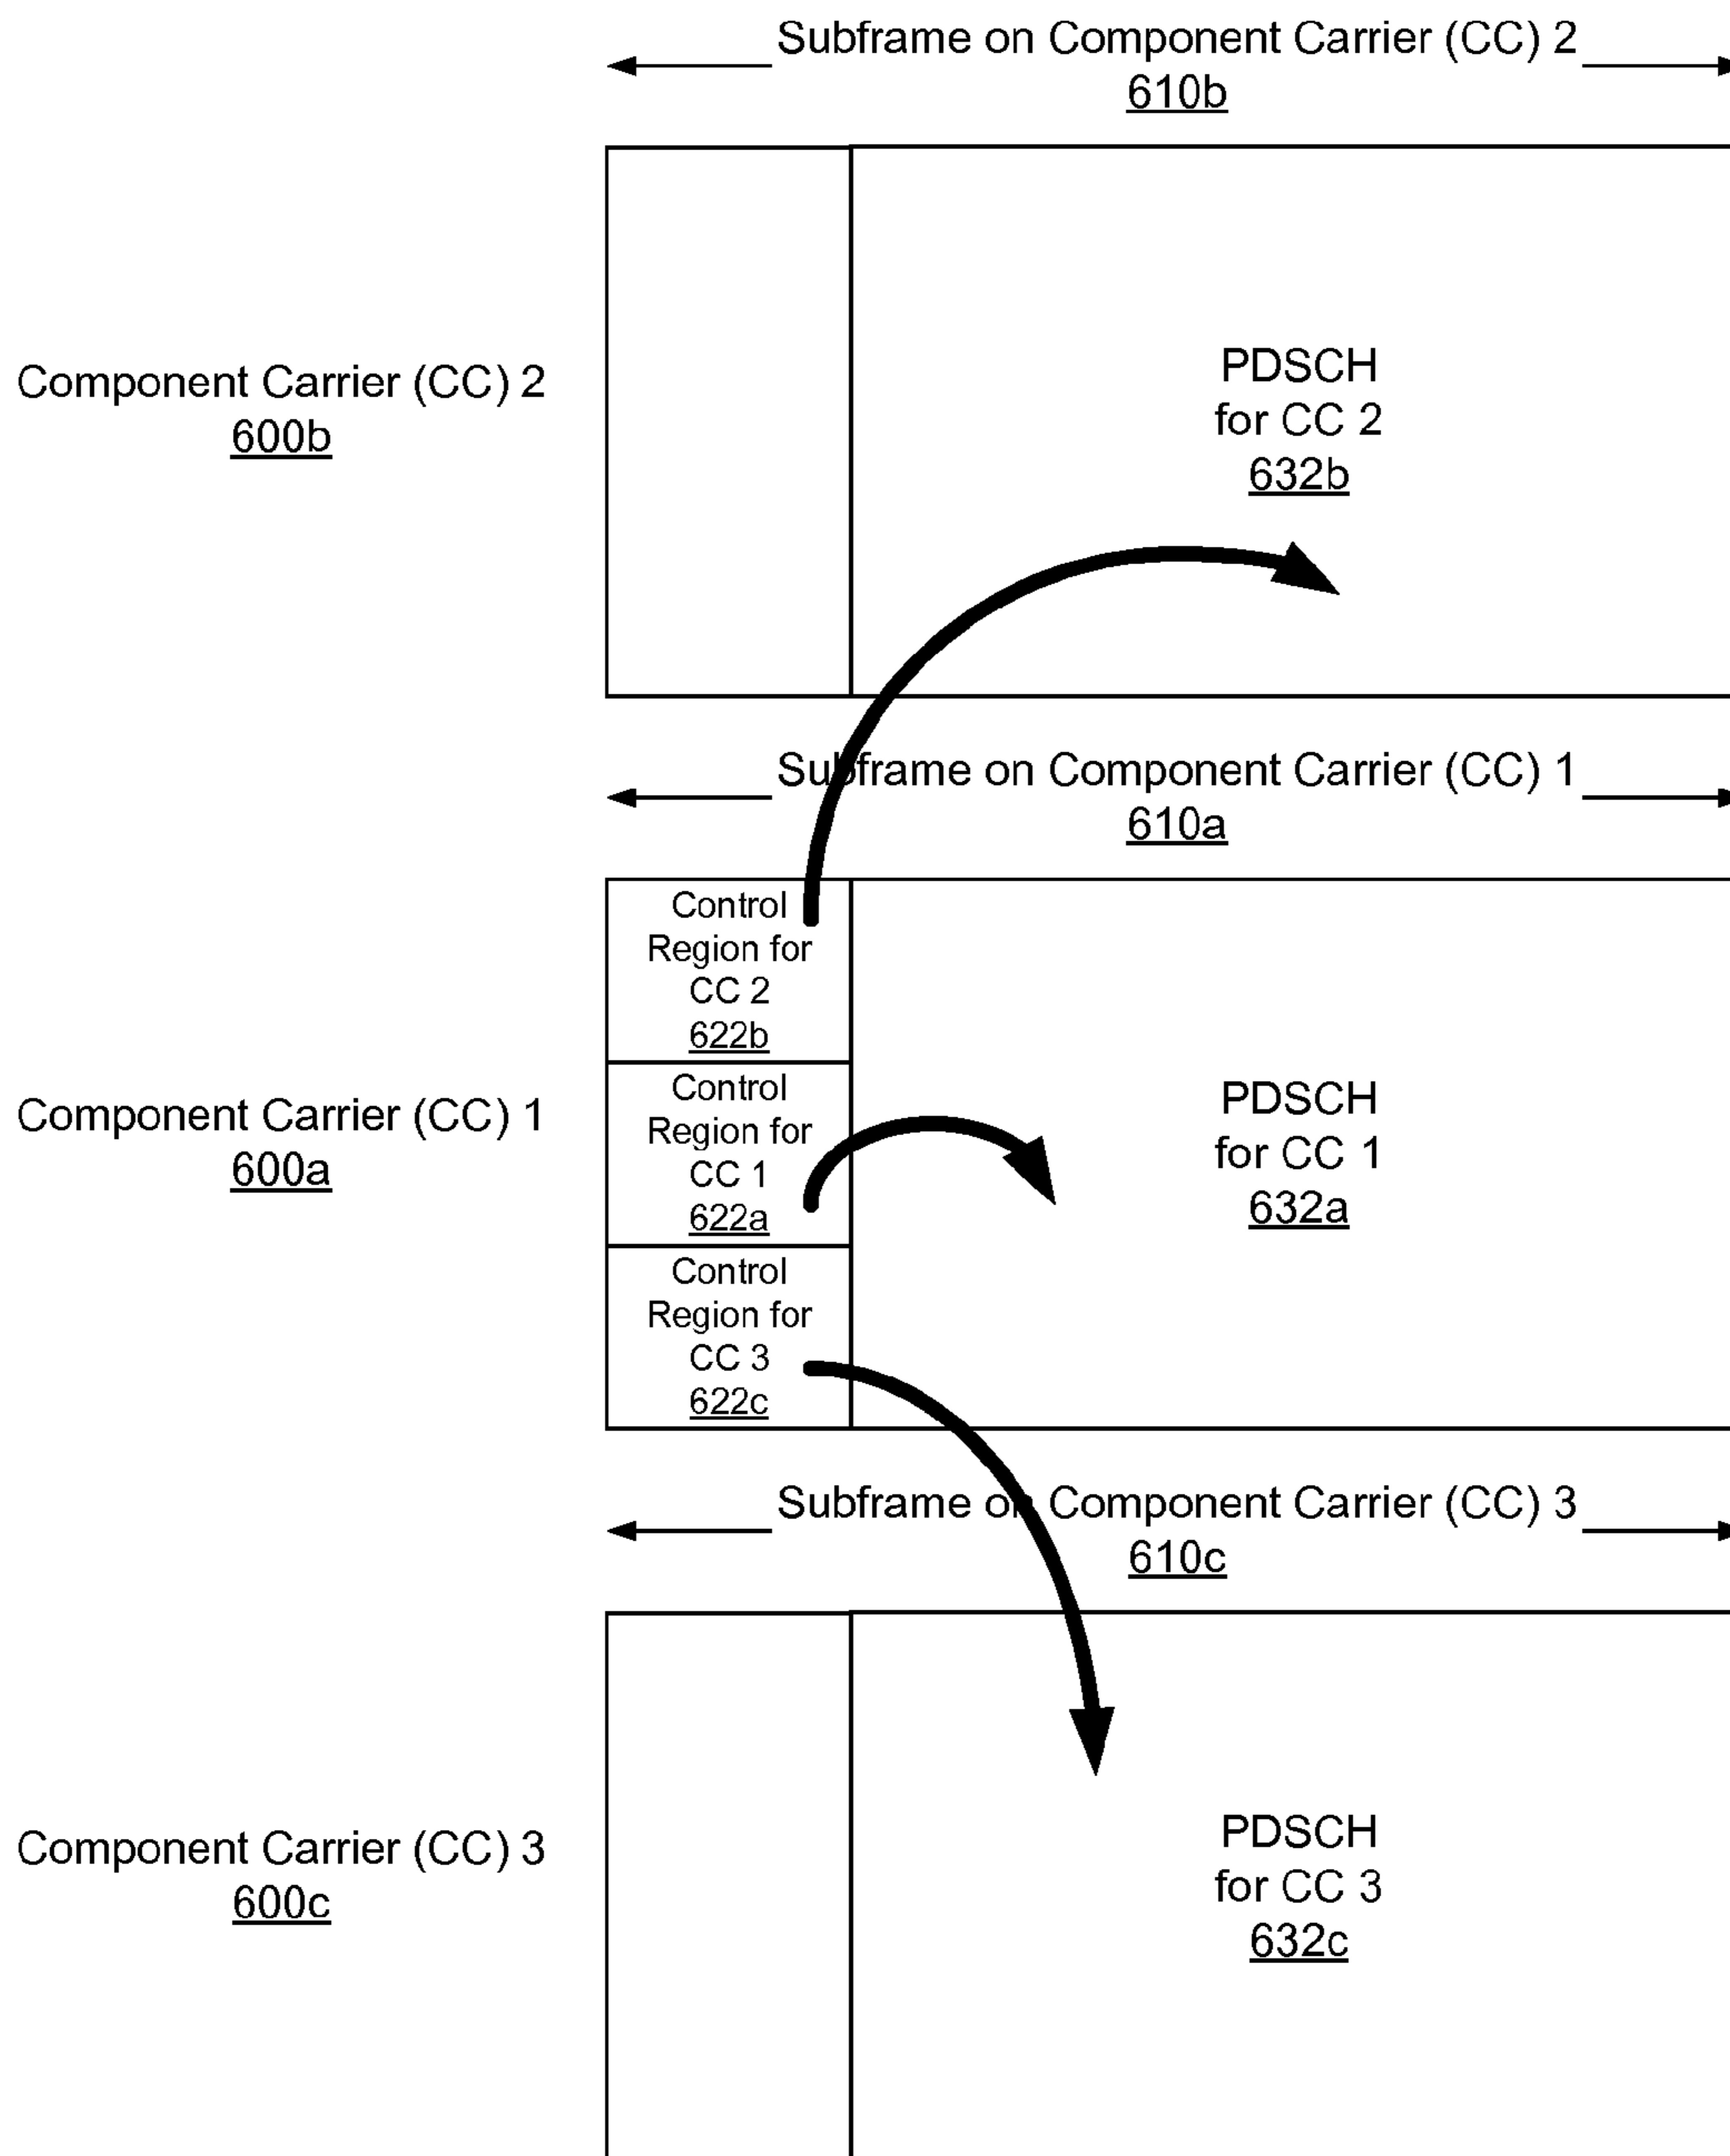 Subframe on Component Carrier (CC) 2
610b
Component Carrier (CC) 2
600b
PDSCH
for CC 2
632b
Subframe on Component Carrier (CC) 1
610a
Component Carrier (CC) 1
600a
Control
Region for
CC 2
622b
Control
Region for
CC 1
622a
Control
Region for
CC 3
622c
PDSCH
for CC 1
632a
Subframe on Component Carrier (CC) 3
610c
Component Carrier (CC) 3
600c
PDSCH
for CC 3
632c